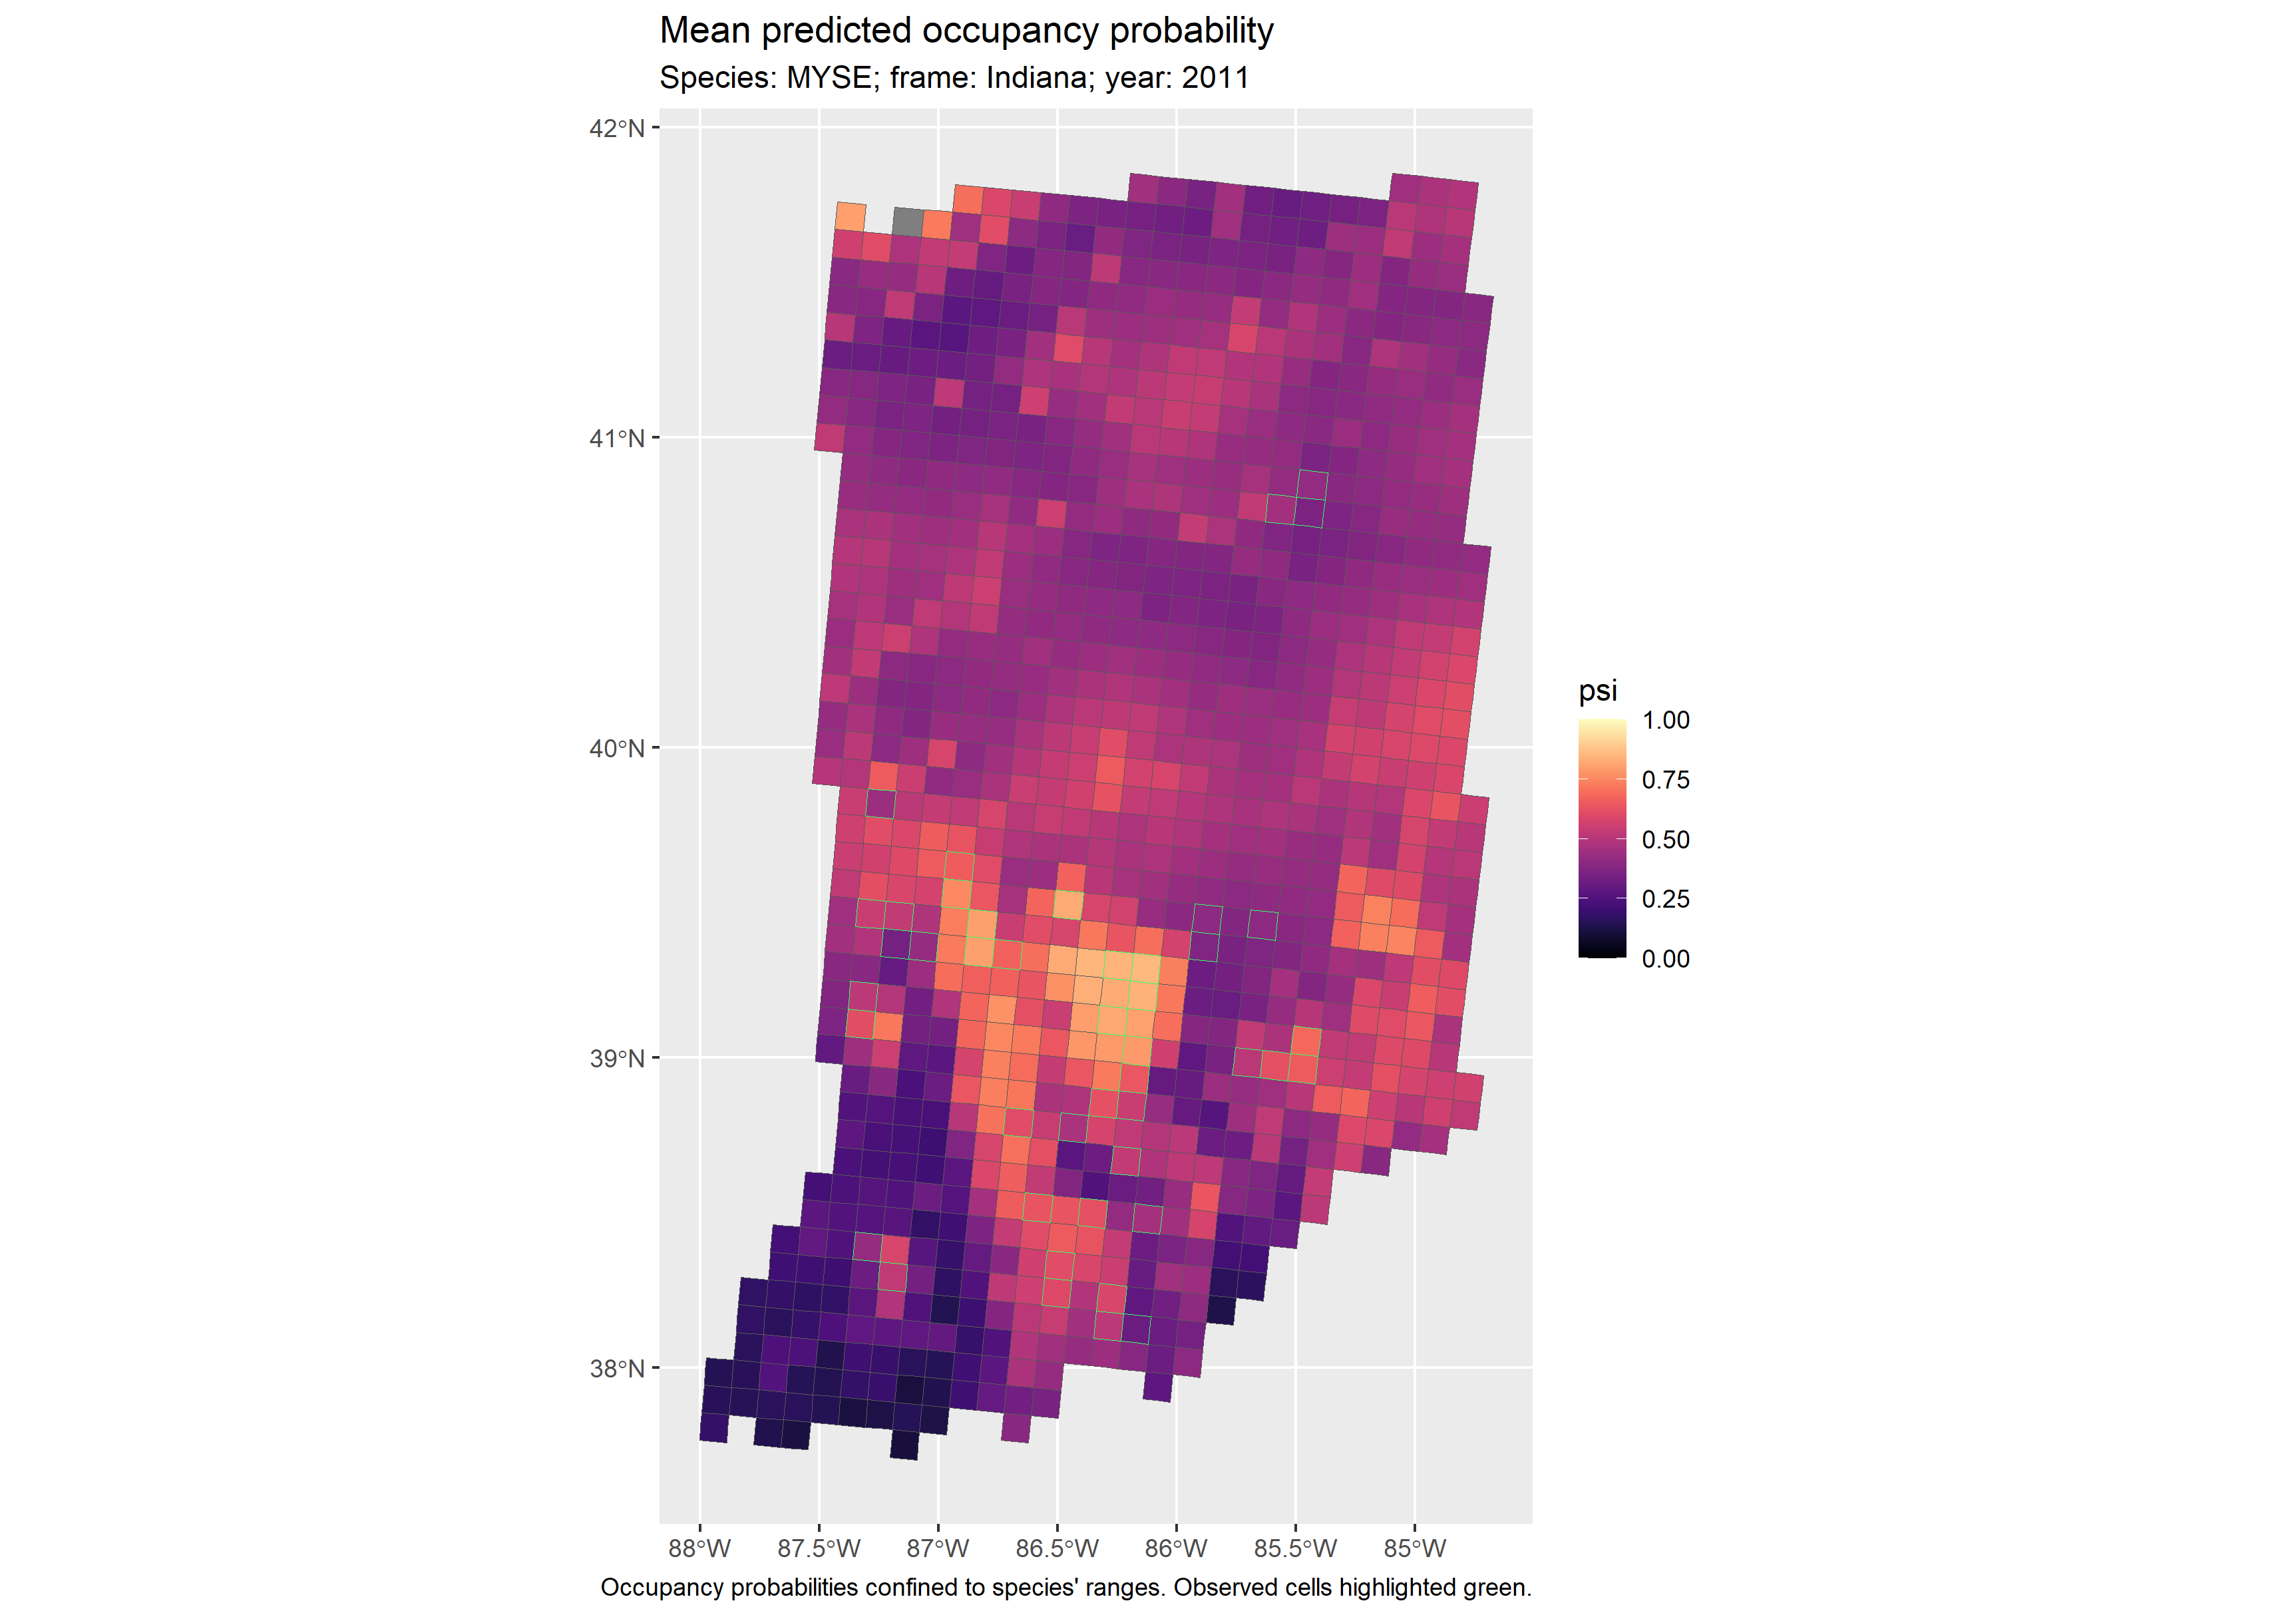 Mean predicted occupancy probability
Species: MYSE; frame: Indiana; year: 2011
42°N
41°N
40°N
39°N
38°N
88°W
87.5°W
87°W
86.5°W
86°W
85.5°W
85°W
psi
1.00
0.75
0.50
0.25
0.00
Occupancy probabilities confined to species' ranges. Observed cells highlighted green.